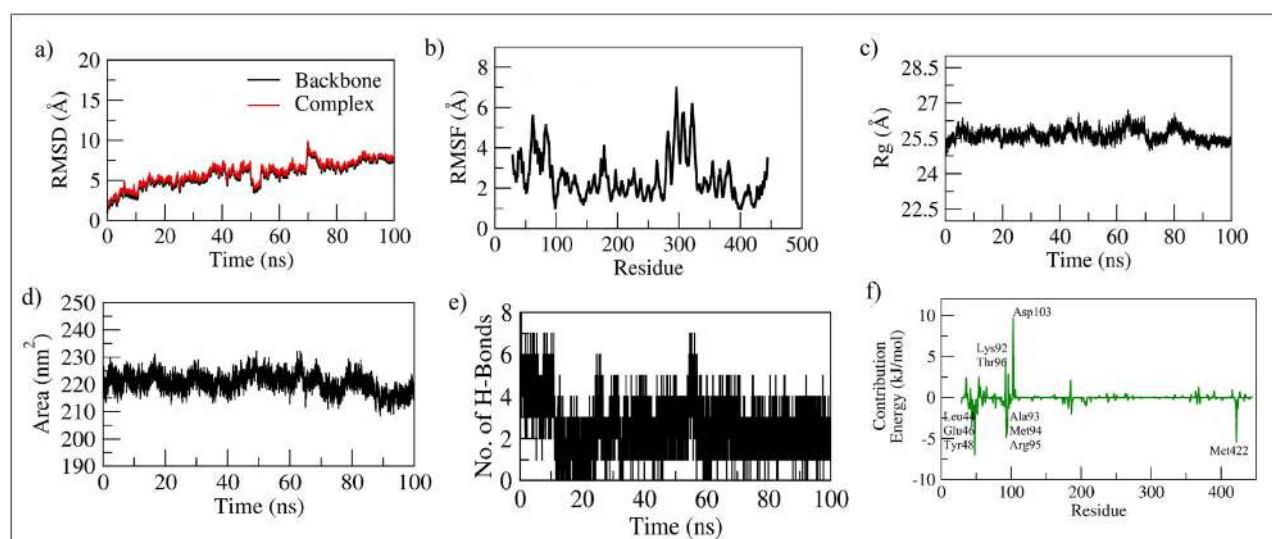 a)
20
15
10
5
0
RMSD (Å)
Backbone
Complex
0 20 40 60 80 100
Time (ns)
b)
8
6
4
2
0
RMSF (Å)
0 100 200 300 400 500
Residue
c)
28.5
27
25.5
24
22.5
Rg (Å)
0 20 40 60 80 100
Time (ns)
d)
250
240
230
220
210
200
190
Area (nm²)
0 20 40 60 80 100
Time (ns)
e)
8
6
4
2
0
No. of H-Bonds
0 20 40 60 80 100
Time (ns)
f)
10
5
0
-5
-10
Contribution
Energy (kJ/mol)
Asp103
Lys92
Thr96
Leu44
Glu46
Tyr48
Ala93
Met94
Arg95
Met422
100 200 300 400
Residue